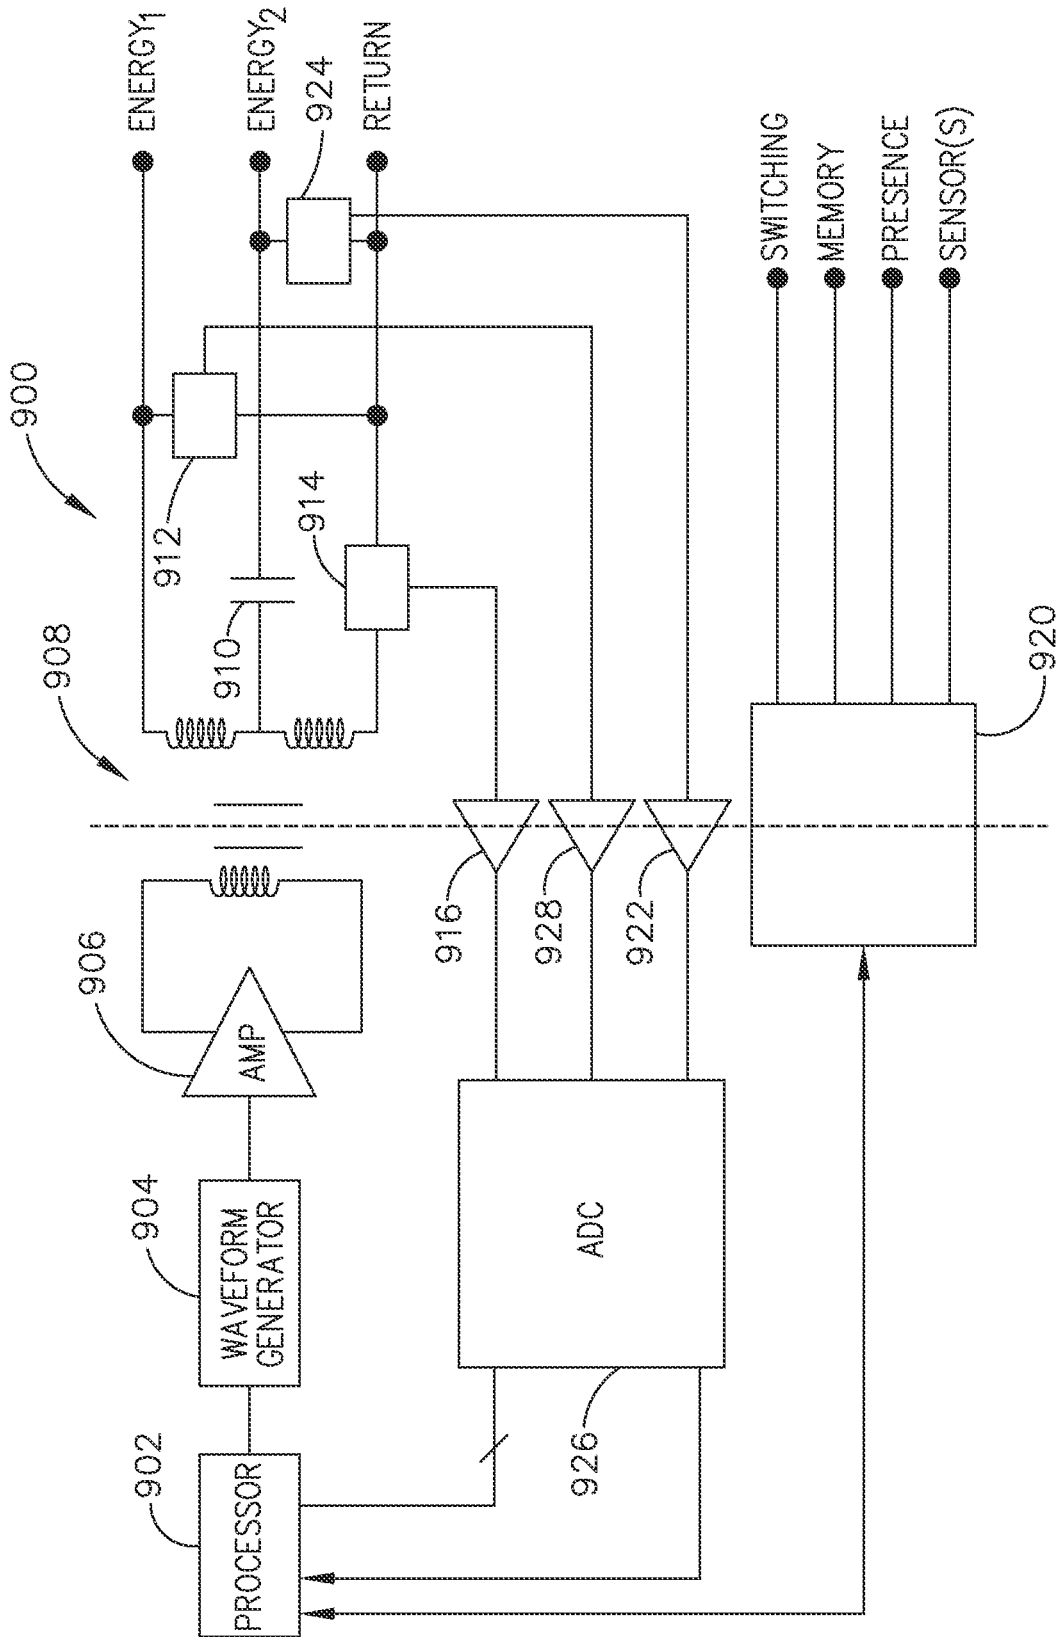 900
908
906
904
902
PROCESSOR
WAVEFORM
GENERATOR
AMP
910
912
914
924
ENERGY1
ENERGY2
RETURN
916
928
922
ADC
926
920
SWITCHING
MEMORY
PRESENCE
SENSOR(S)